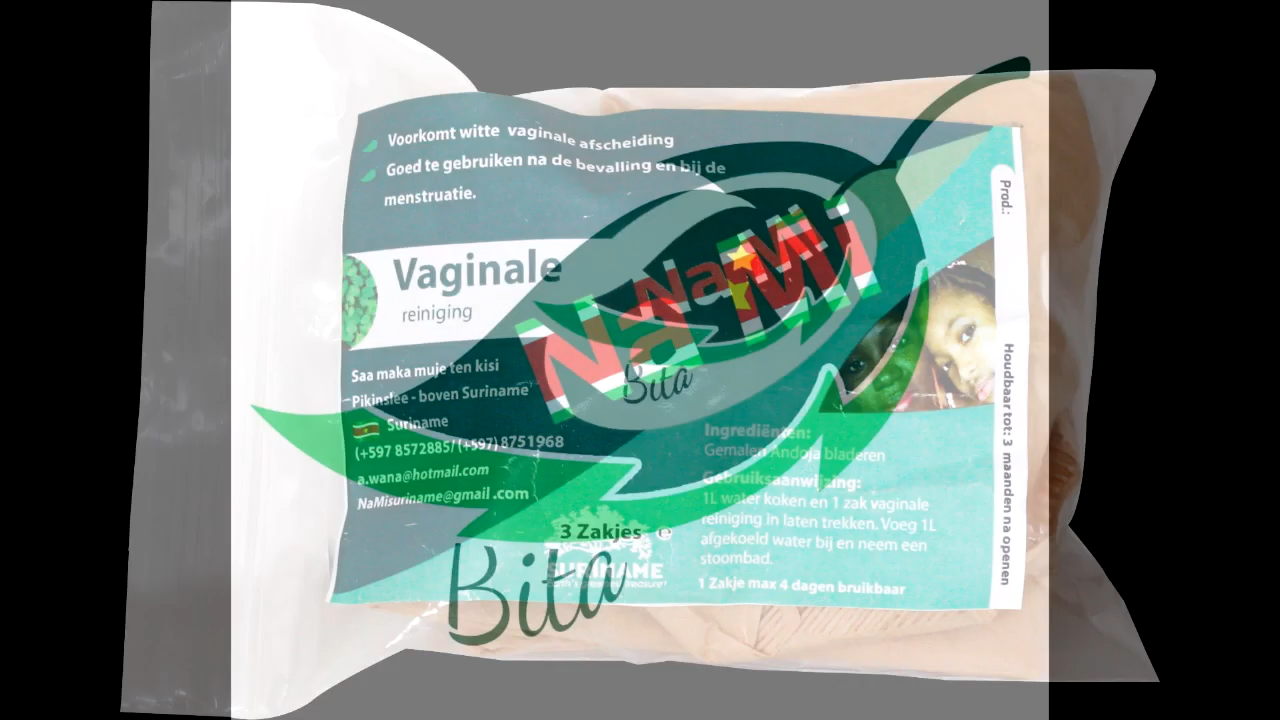 Voorkomt witte vaginale afscheiding
Goed te gebruiken na de bevalling en bij de
menstruatie.
Vaginale
reiniging
NaMi
NaMi
Bita
Saa maka muje ten kisi
Pikinslee - boven Suriname
Suriname
(+597 8572885/ (+597) 8751968
a.wana@hotmail.com
NaMisuriname@gmail.com
Ingrediënten:
Gemalen Andoja bladeren
Gebruiksaanwijzing:
1L water koken en 1 zak vaginale
reiniging in laten trekken. Voeg 1L
afgekoeld water bij en neem een
stoombad.
1 Zakje max 4 dagen bruikbaar
3 Zakjes e
SURINAME
Bita
Prod.:
Houdbaar tot: 3 maanden na openen